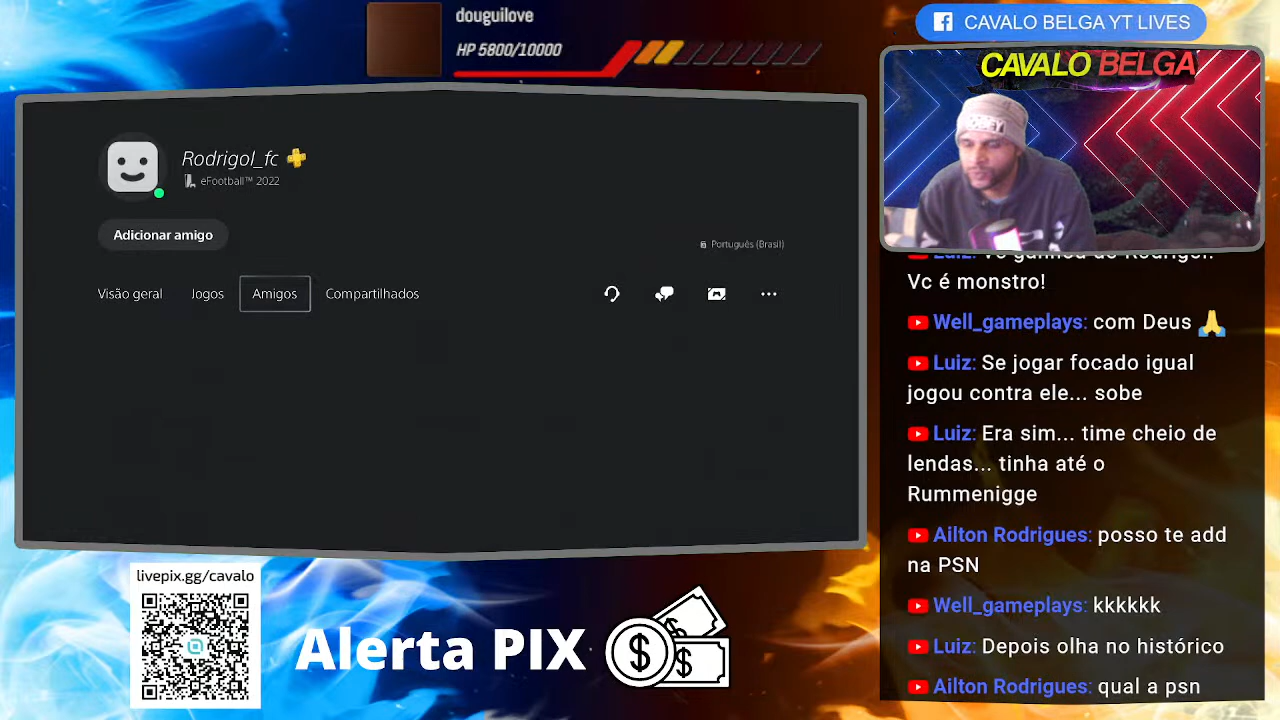 douguilove
HP 5800/10000
CAVALO BELGA YT LIVES
CAVALO BELGA
Rodrigol_fc
eFootball™ 2022
Adicionar amigo
Português (Brasil)
Visão geral
Jogos
Amigos
Compartilhados
Vc é monstro!
Well_gameplays: com Deus 🙏
Luiz: Se jogar focado igual
jogou contra ele... sobe
Luiz: Era sim... time cheio de
lendas... tinha até o
Rummenigge
Ailton Rodrigues: posso te add
na PSN
Well_gameplays: kkkkkk
Luiz: Depois olha no histórico
Ailton Rodrigues: qual a psn
livepix.gg/cavalo
Alerta PIX